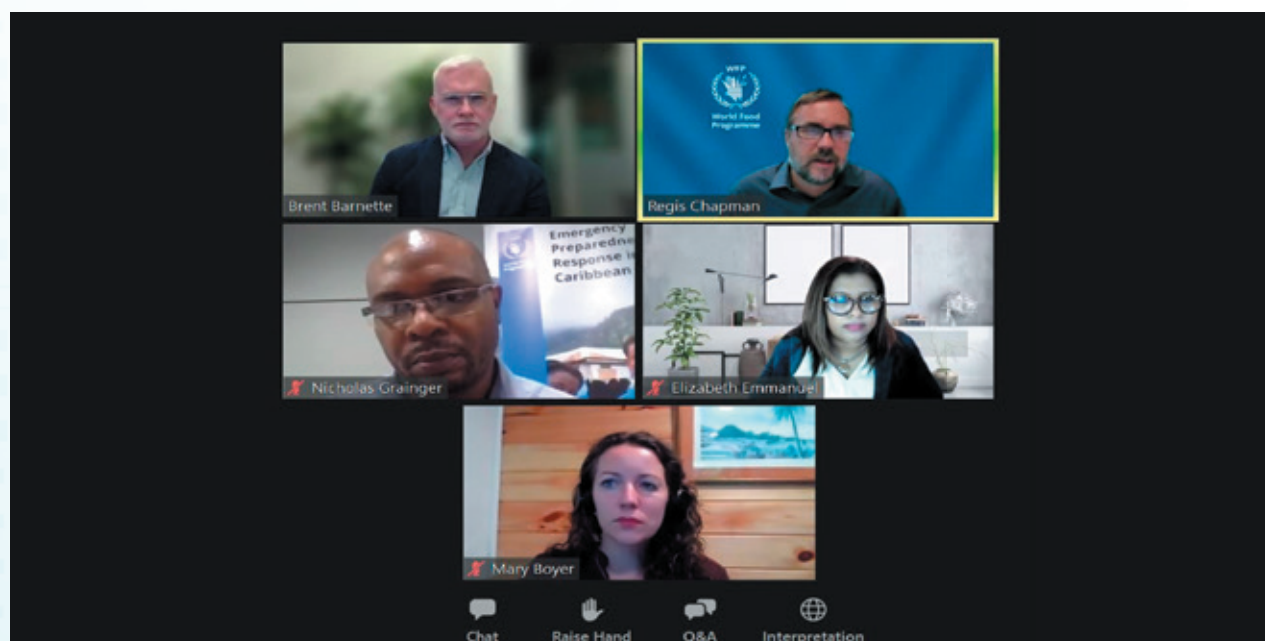 Brent Barnette
WFP
World Food
Programme
Regis Chapman
Emergency
Preparedne
Response i
Caribbean
Nicholas Grainger
Elizabeth Emmanuel
Mary Boyer
Chat
Raise Hand
Q&A
Interpretation